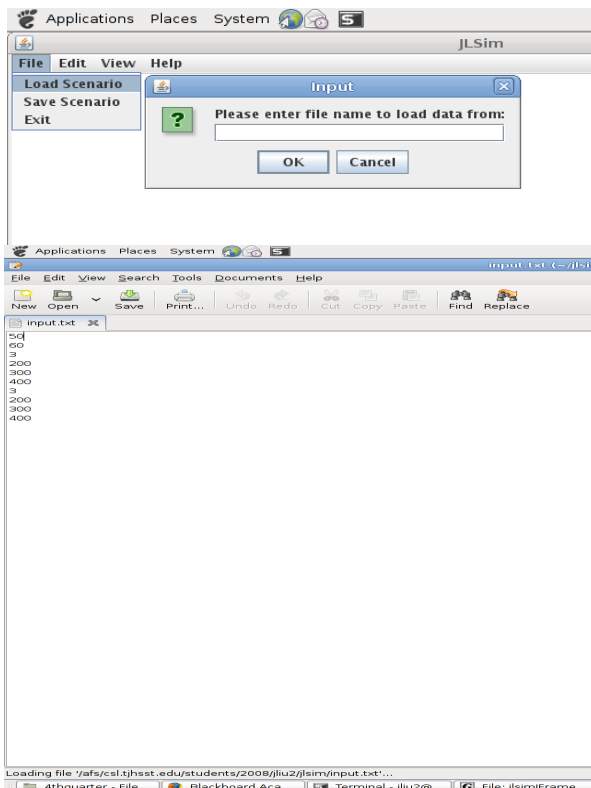 Applications Places System
JLSim
File Edit View Help
Load Scenario
Save Scenario
Exit
Input
Please enter file name to load data from:
OK Cancel
Applications Places System
input.txt (~/jlsi
File Edit View Search Tools Documents Help
New Open Save Print... Undo Redo Cut Copy Paste Find Replace
input.txt
50
60
3
200
300
400
3
200
300
400
Loading file '/afs/csl.tjhsst.edu/students/2008/jliu2/jlsim/input.txt'...
4thquarter - File Blackboard Aca Terminal - jliu2@ File: jlsimJFrame